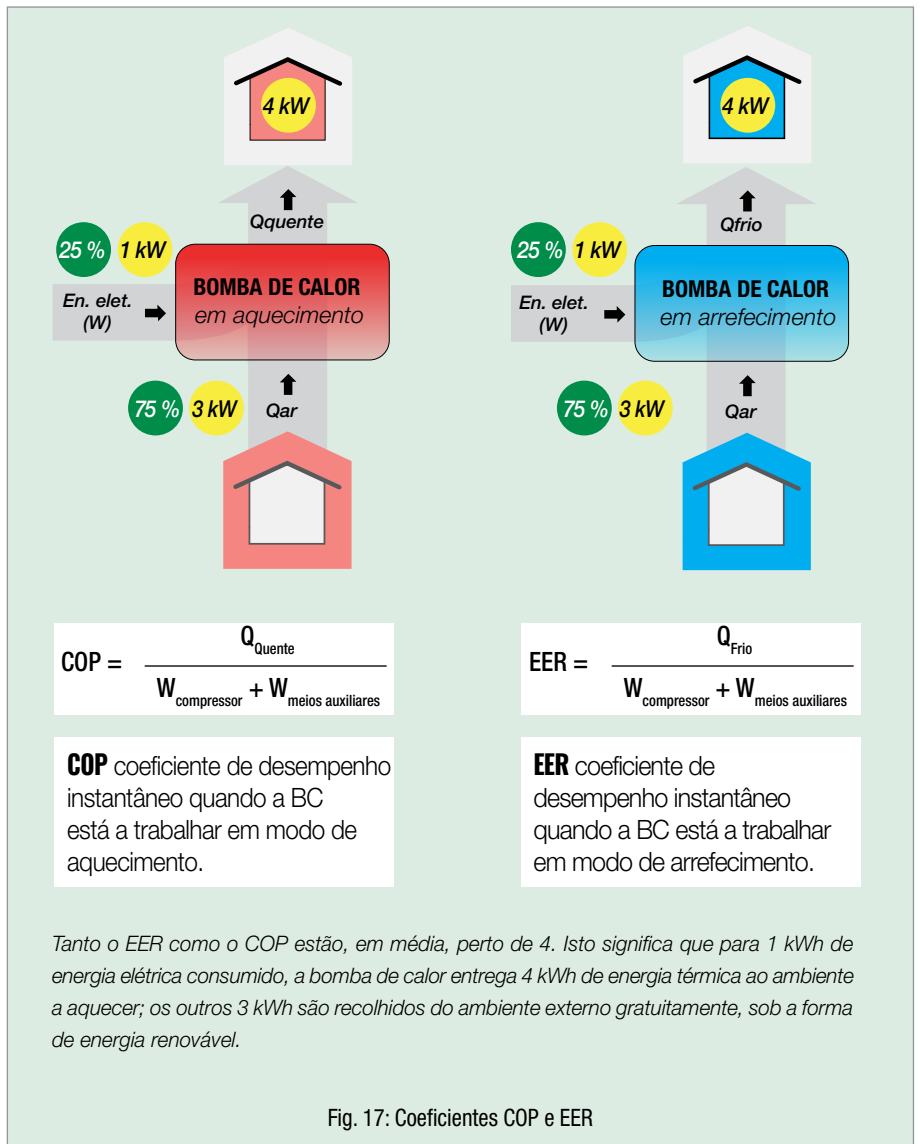 4 kW
Qquente
25 % 1 kW
En. elet.
(W)
BOMBA DE CALOR
em aquecimento
75 % 3 kW
Qar
4 kW
Qfrio
25 % 1 kW
En. elet.
(W)
BOMBA DE CALOR
em arrefecimento
75 % 3 kW
Qar
COP = Q Quente
W compressor + W meios auxiliares
EER = Q Frio
W compressor + W meios auxiliares
COP coeficiente de desempenho
instantâneo quando a BC
está a trabalhar em modo de
aquecimento.
EER coeficiente de
desempenho instantâneo
quando a BC está a trabalhar
em modo de arrefecimento.
Tanto o EER como o COP estão, em média, perto de 4. Isto significa que para 1 kWh de
energia elétrica consumido, a bomba de calor entrega 4 kWh de energia térmica ao ambiente
a aquecer; os outros 3 kWh são recolhidos do ambiente externo gratuitamente, sob a forma
de energia renovável.
Fig. 17: Coeficientes COP e EER